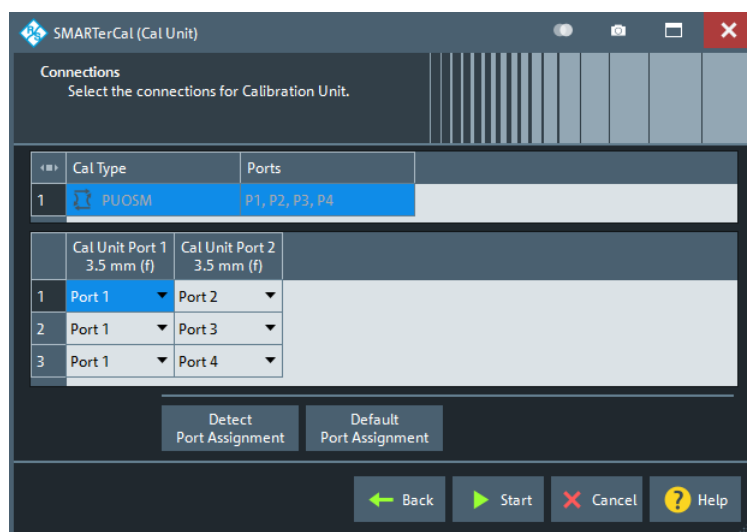 SMARTerCal (Cal Unit)
Connections
Select the connections for Calibration Unit.
Cal Type Ports
1 PUOSM P1, P2, P3, P4
Cal Unit Port 1 Cal Unit Port 2
3.5 mm (f) 3.5 mm (f)
1 Port 1 Port 2
2 Port 1 Port 3
3 Port 1 Port 4
Detect Default
Port Assignment Port Assignment
Back Start Cancel ? Help